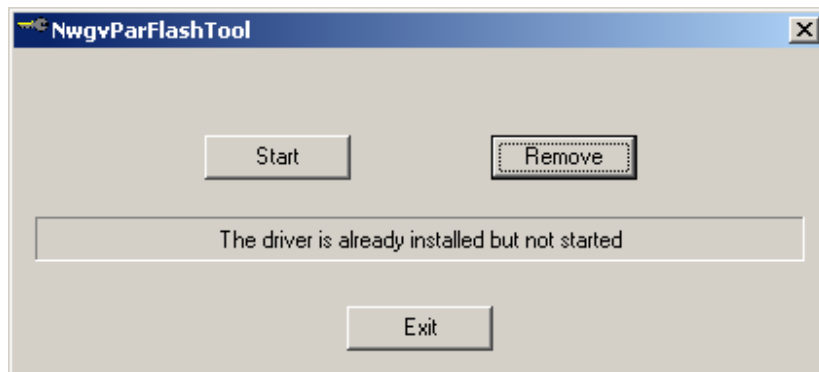 NwgvParFlashTool
Start Remove
The driver is already installed but not started
Exit